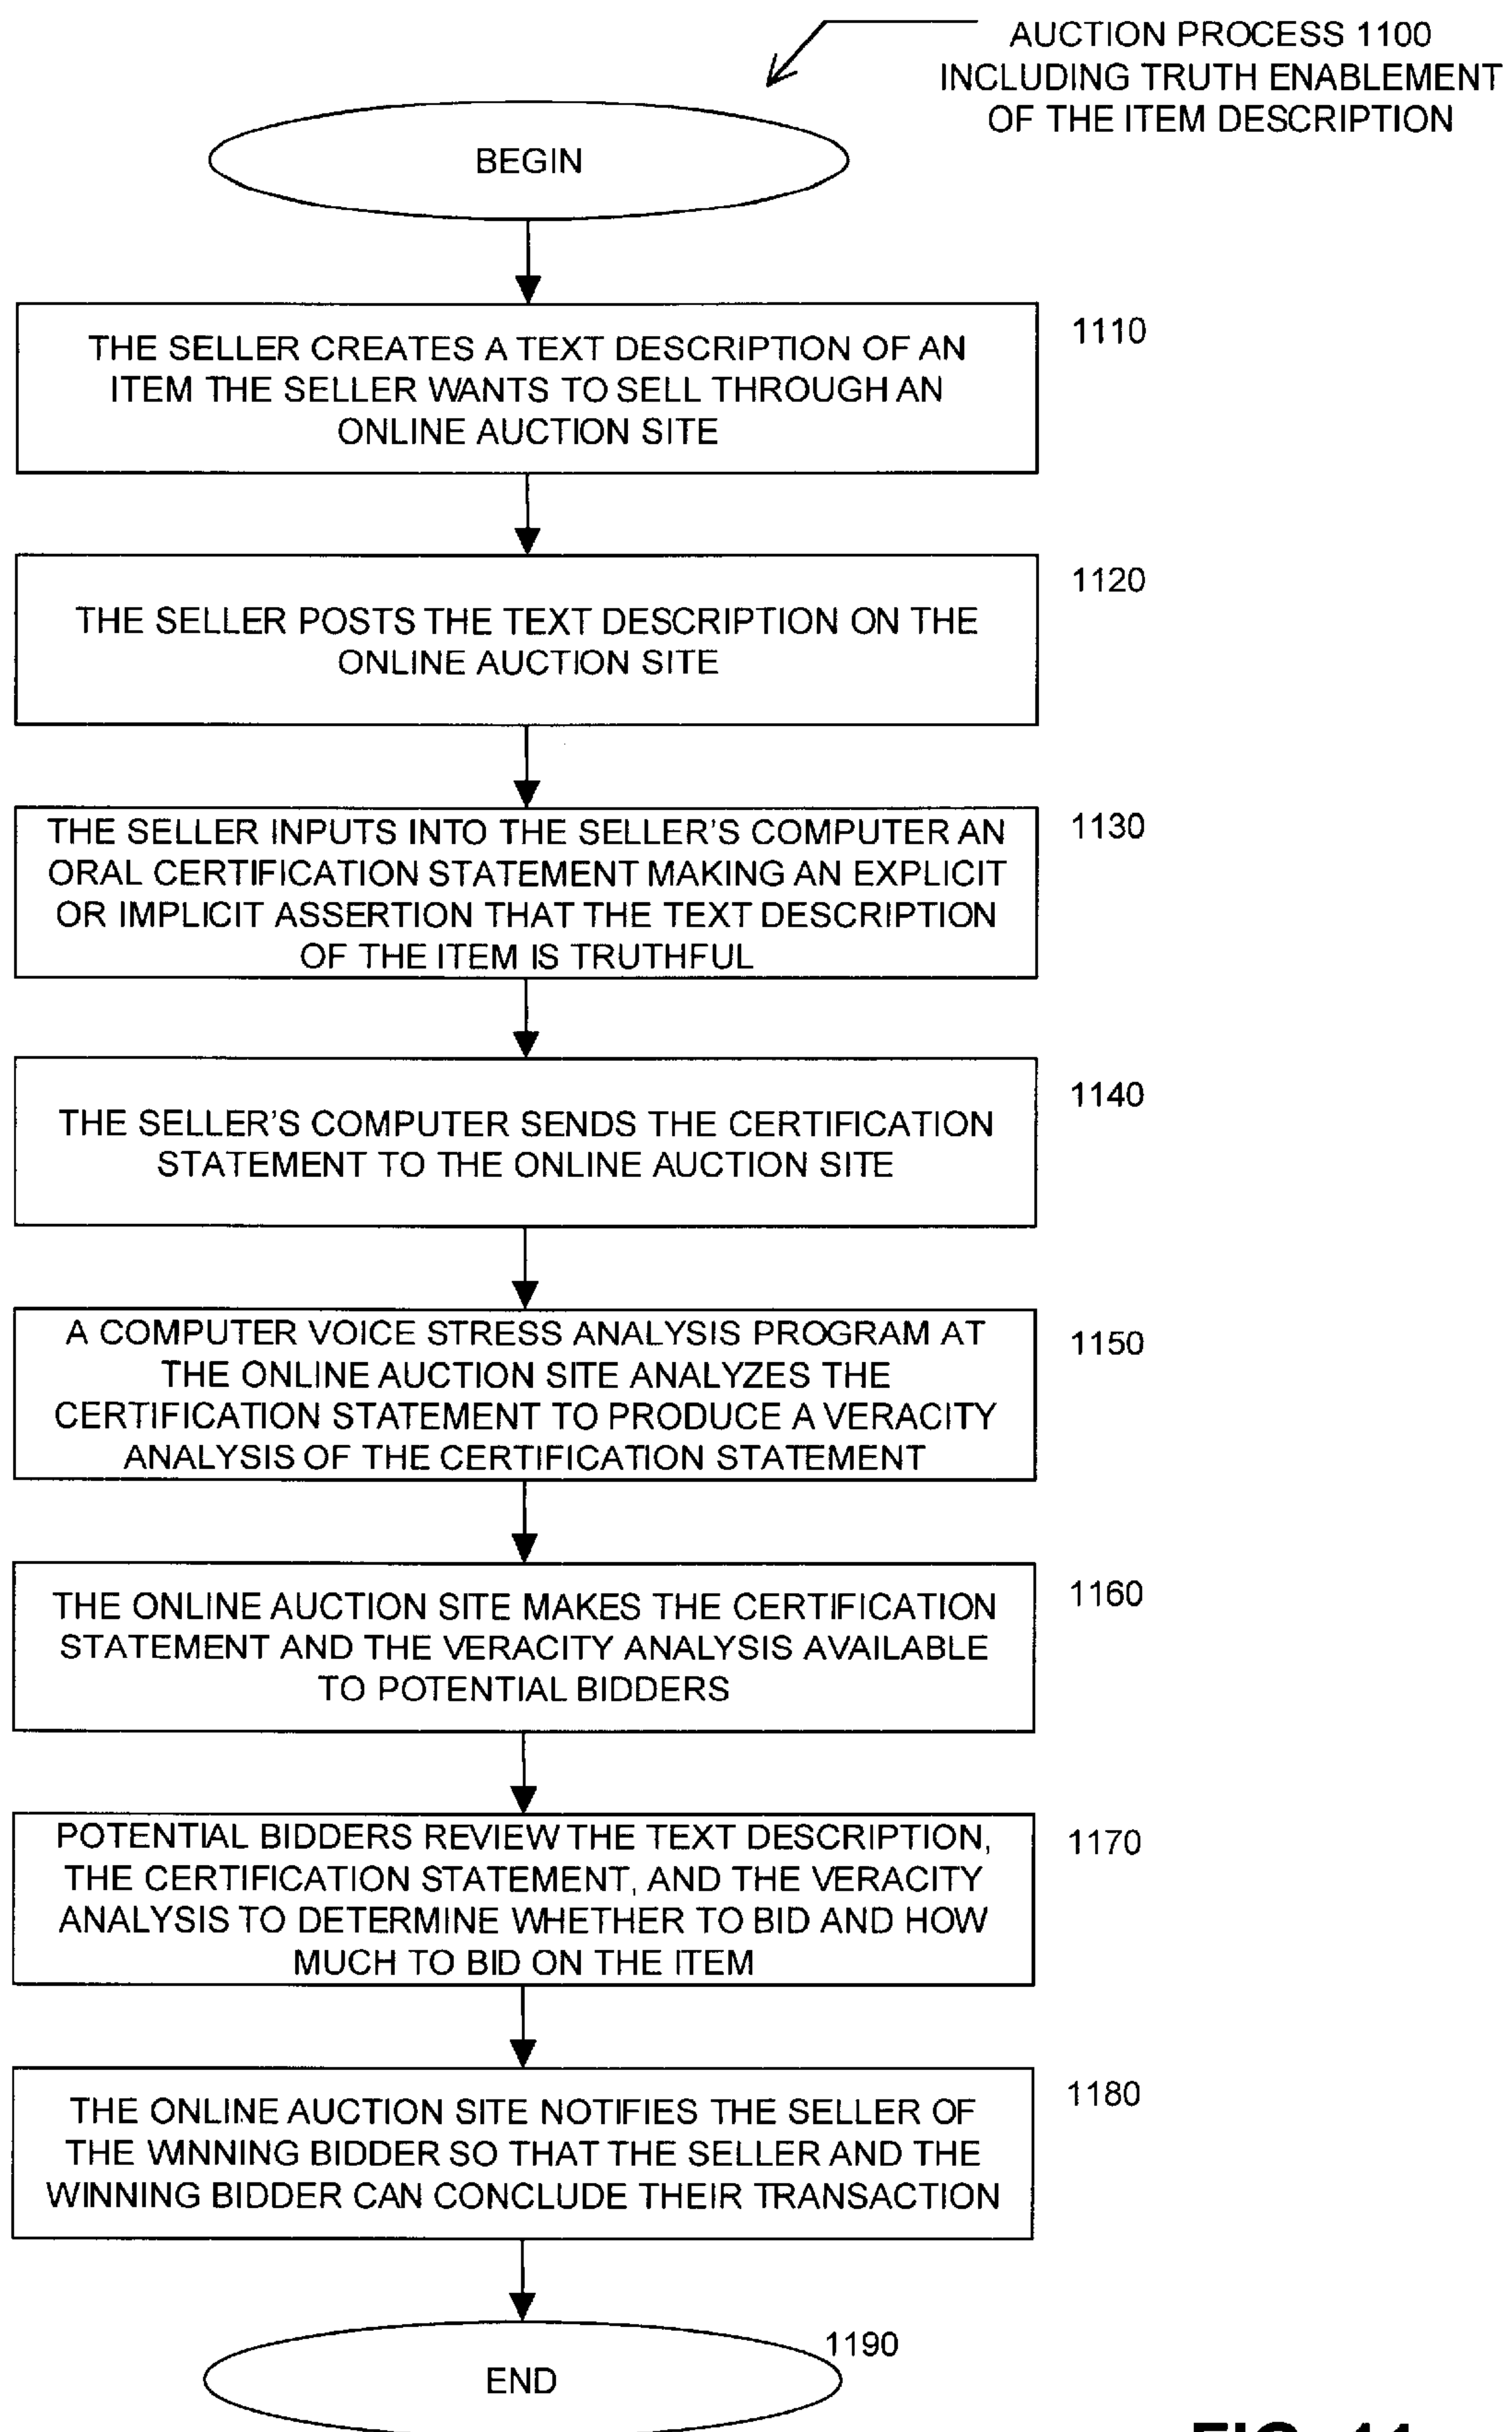 AUCTION PROCESS 1100
INCLUDING TRUTH ENABLEMENT
OF THE ITEM DESCRIPTION
BEGIN
1110
THE SELLER CREATES A TEXT DESCRIPTION OF AN
ITEM THE SELLER WANTS TO SELL THROUGH AN
ONLINE AUCTION SITE
1120
THE SELLER POSTS THE TEXT DESCRIPTION ON THE
ONLINE AUCTION SITE
1130
THE SELLER INPUTS INTO THE SELLER'S COMPUTER AN
ORAL CERTIFICATION STATEMENT MAKING AN EXPLICIT
OR IMPLICIT ASSERTION THAT THE TEXT DESCRIPTION
OF THE ITEM IS TRUTHFUL
1140
THE SELLER'S COMPUTER SENDS THE CERTIFICATION
STATEMENT TO THE ONLINE AUCTION SITE
1150
A COMPUTER VOICE STRESS ANALYSIS PROGRAM AT
THE ONLINE AUCTION SITE ANALYZES THE
CERTIFICATION STATEMENT TO PRODUCE A VERACITY
ANALYSIS OF THE CERTIFICATION STATEMENT
1160
THE ONLINE AUCTION SITE MAKES THE CERTIFICATION
STATEMENT AND THE VERACITY ANALYSIS AVAILABLE
TO POTENTIAL BIDDERS
1170
POTENTIAL BIDDERS REVIEW THE TEXT DESCRIPTION,
THE CERTIFICATION STATEMENT, AND THE VERACITY
ANALYSIS TO DETERMINE WHETHER TO BID AND HOW
MUCH TO BID ON THE ITEM
1180
THE ONLINE AUCTION SITE NOTIFIES THE SELLER OF
THE WINNING BIDDER SO THAT THE SELLER AND THE
WINNING BIDDER CAN CONCLUDE THEIR TRANSACTION
1190
END